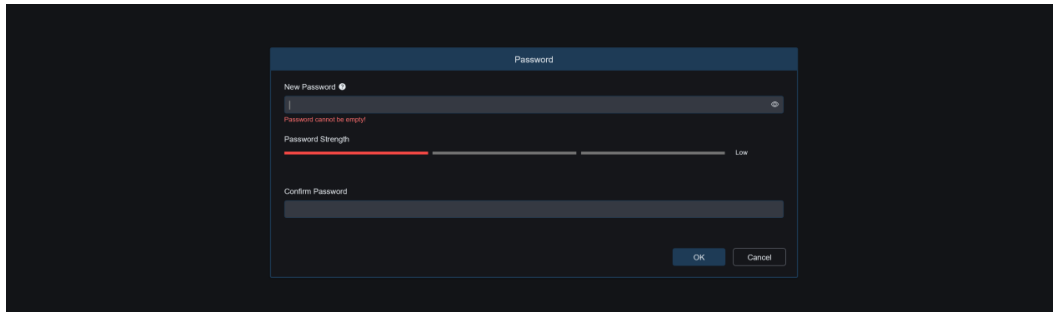 Password
New Password
Password cannot be empty!
Password Strength
Low
Confirm Password
OK
Cancel